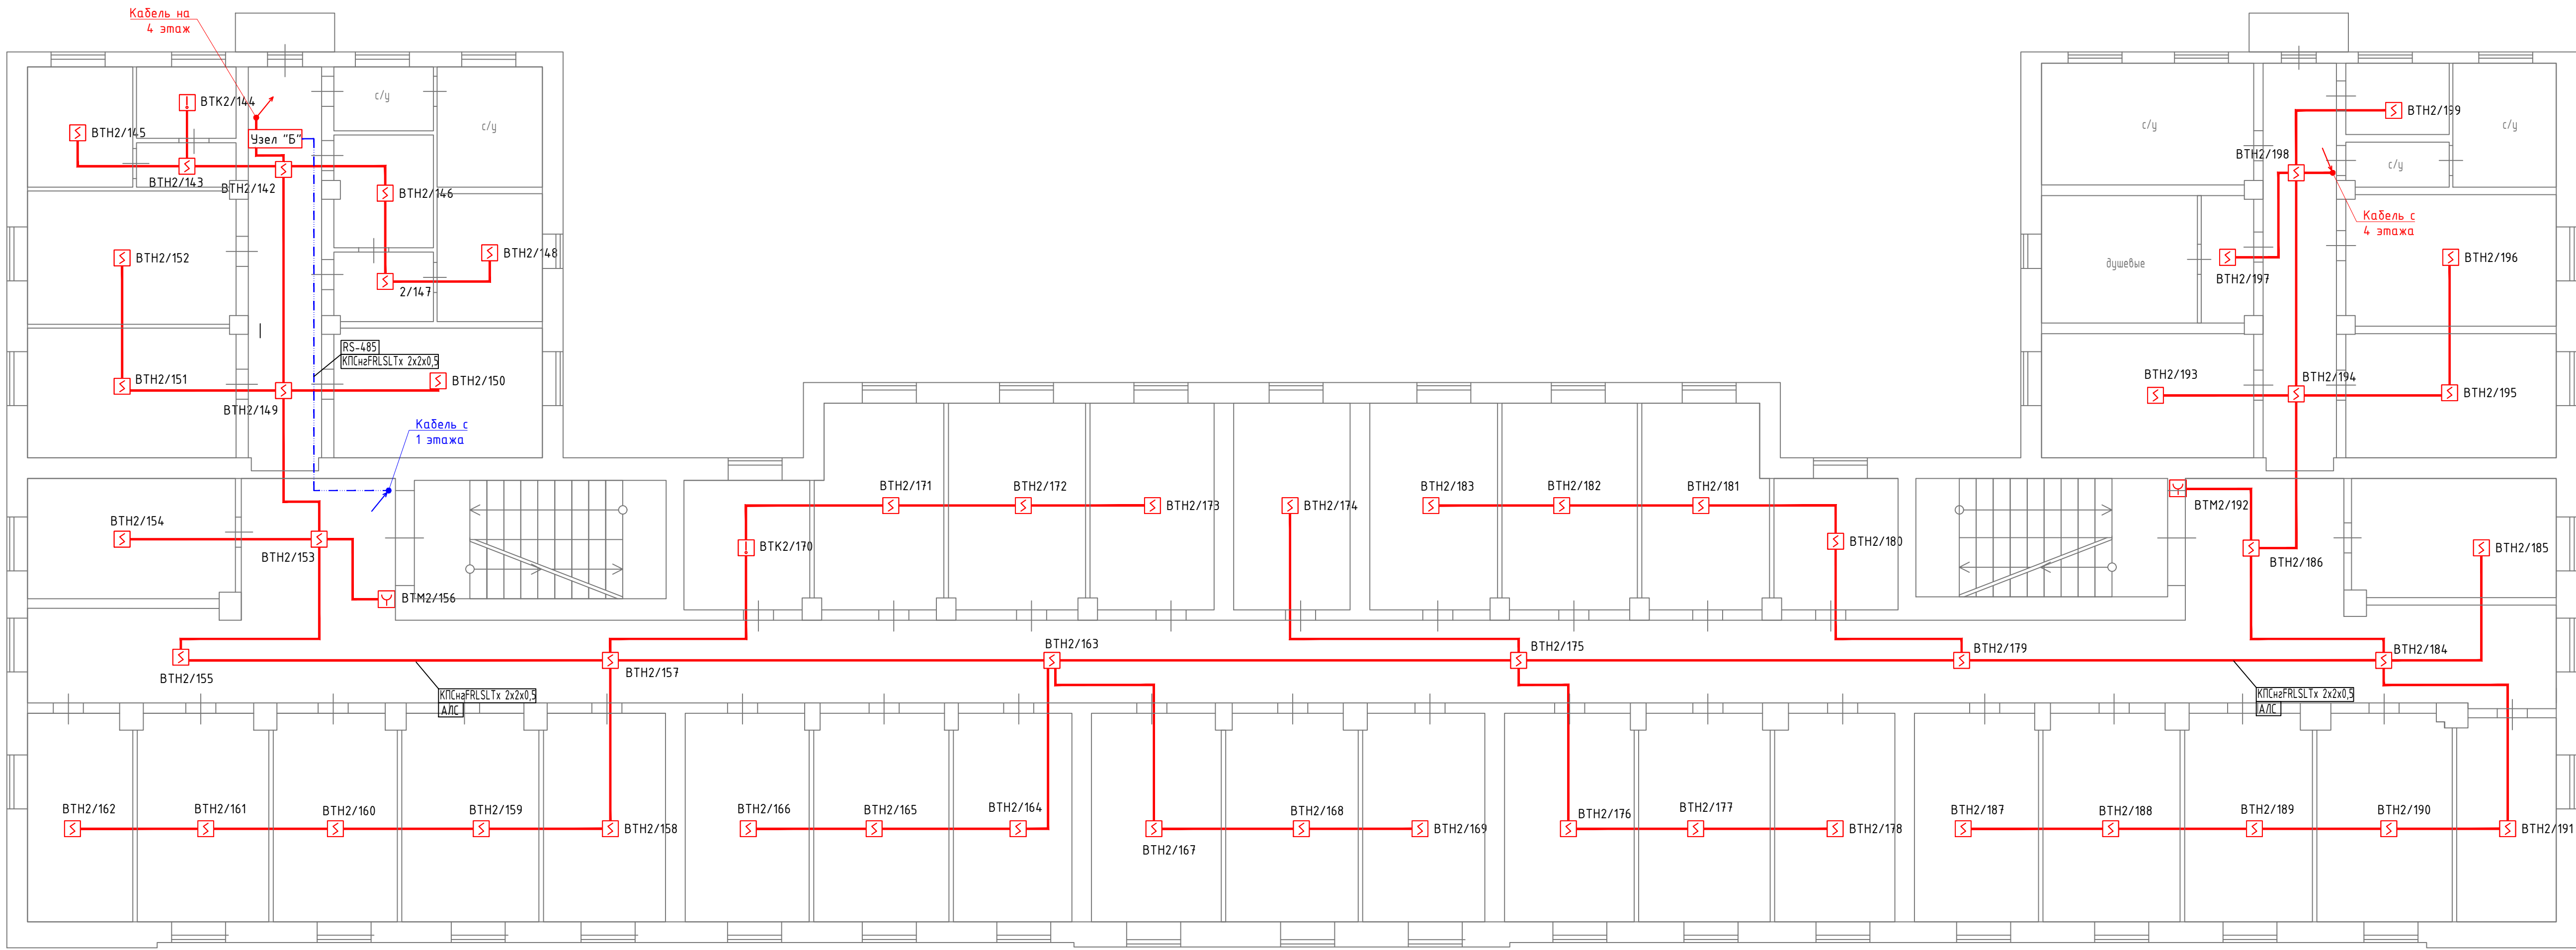 Кабель на
4 этаж
ВТК2/144
ВТН2/145
Узел "Б"
ВТН2/143
ВТН2/142
с/у
с/у
ВТН2/146
ВТН2/148
2/147
ВТН2/152
RS-485
КПСнгFRLSLTx 2x2x0,5
ВТН2/151
ВТН2/150
ВТН2/149
Кабель с
1 этажа
ВТН2/154
ВТН2/153
ВТМ2/156
ВТН2/155
ВТК2/170
ВТН2/171
ВТН2/172
ВТН2/173
ВТН2/174
ВТН2/183
ВТН2/182
ВТН2/181
ВТН2/180
с/у
ВТН2/199
с/у
ВТН2/198
с/у
Кабель с
4 этажа
душевые
ВТН2/197
ВТН2/196
ВТН2/193
ВТН2/194
ВТН2/195
ВТМ2/192
ВТН2/186
ВТН2/185
ВТН2/157
ВТН2/163
ВТН2/175
ВТН2/179
ВТН2/184
КПСнгFRLSLTx 2x2x0,5
АЛС
КПСнгFRLSLTx 2x2x0,5
АЛС
ВТН2/162
ВТН2/161
ВТН2/160
ВТН2/159
ВТН2/158
ВТН2/166
ВТН2/165
ВТН2/164
ВТН2/167
ВТН2/168
ВТН2/169
ВТН2/176
ВТН2/177
ВТН2/178
ВТН2/187
ВТН2/188
ВТН2/189
ВТН2/190
ВТН2/191